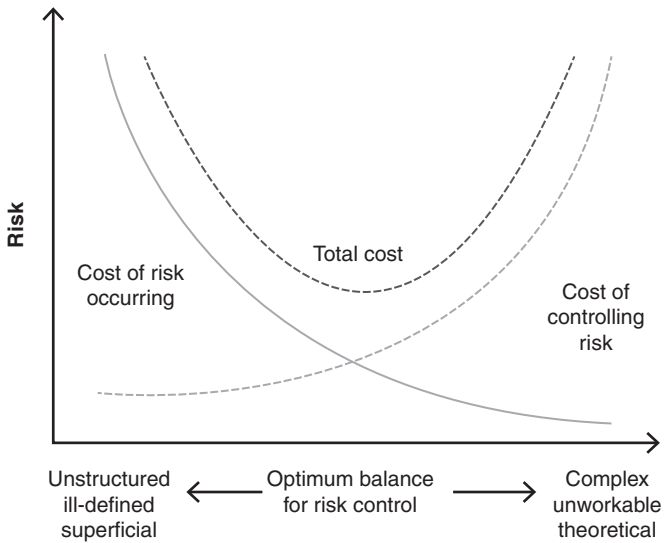 Risk
Total cost
Cost of risk
occurring
Cost of
controlling
risk
Unstructured
ill-defined
superficial
Optimum balance
for risk control
Complex
unworkable
theoretical